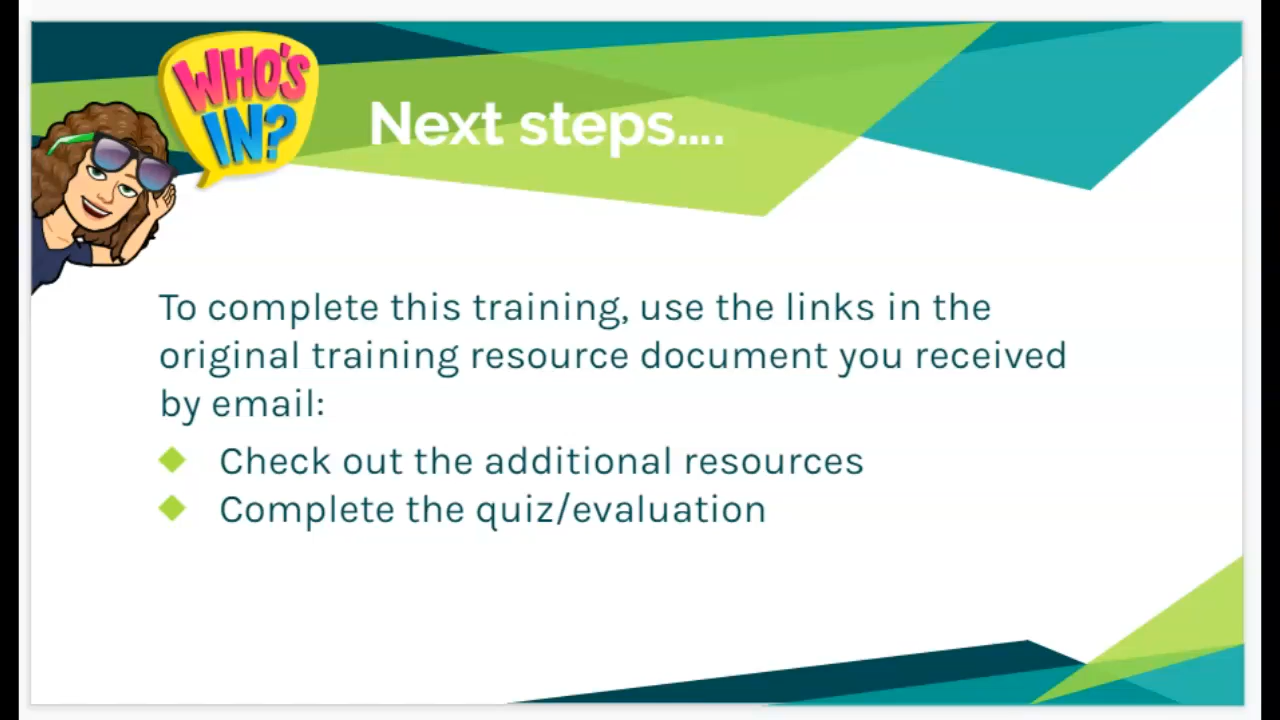 WHO'S
IN?
Next steps....
To complete this training, use the links in the
original training resource document you received
by email:
Check out the additional resources
Complete the quiz/evaluation